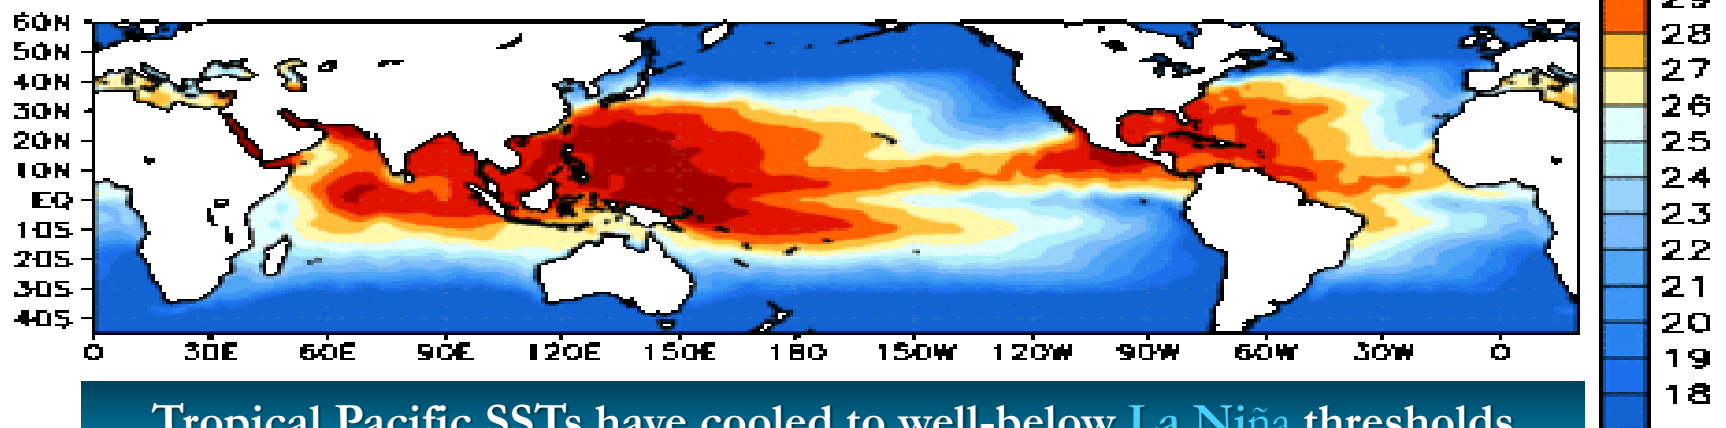 60N
50N
40N
30N
20N
10N
EQ
10S
20S
30S
40S
0 30E 60E 90E 120E 150E 180 150W 120W 90W 60W 30W 0
29
28
27
26
25
24
23
22
21
20
19
18
Tropical Pacific SSTs have cooled to well-below La Niña thresholds